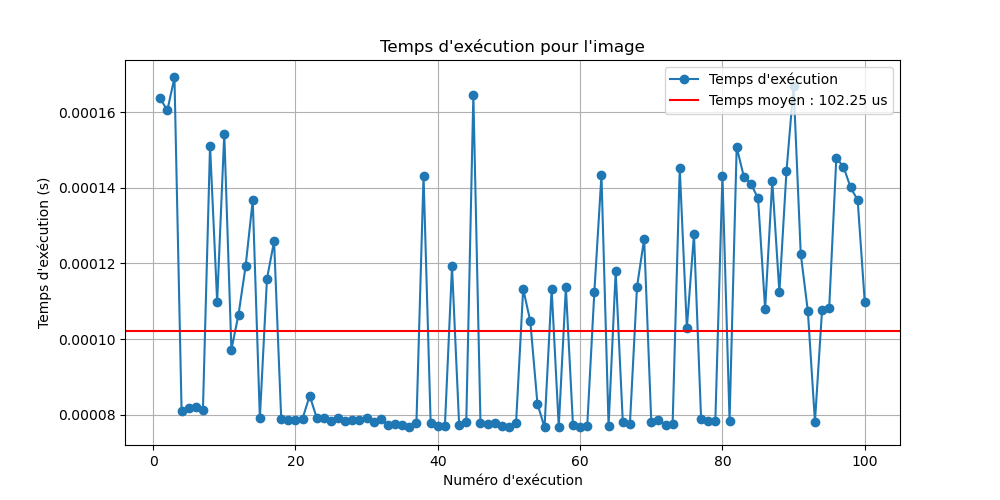 Temps d'exécution pour l'image
Temps d'exécution
Temps moyen : 102.25 us
0.00016
0.00014
0.00012
0.00010
0.00008
Temps d'exécution (s)
0 20 40 60 80 100
Numéro d'exécution